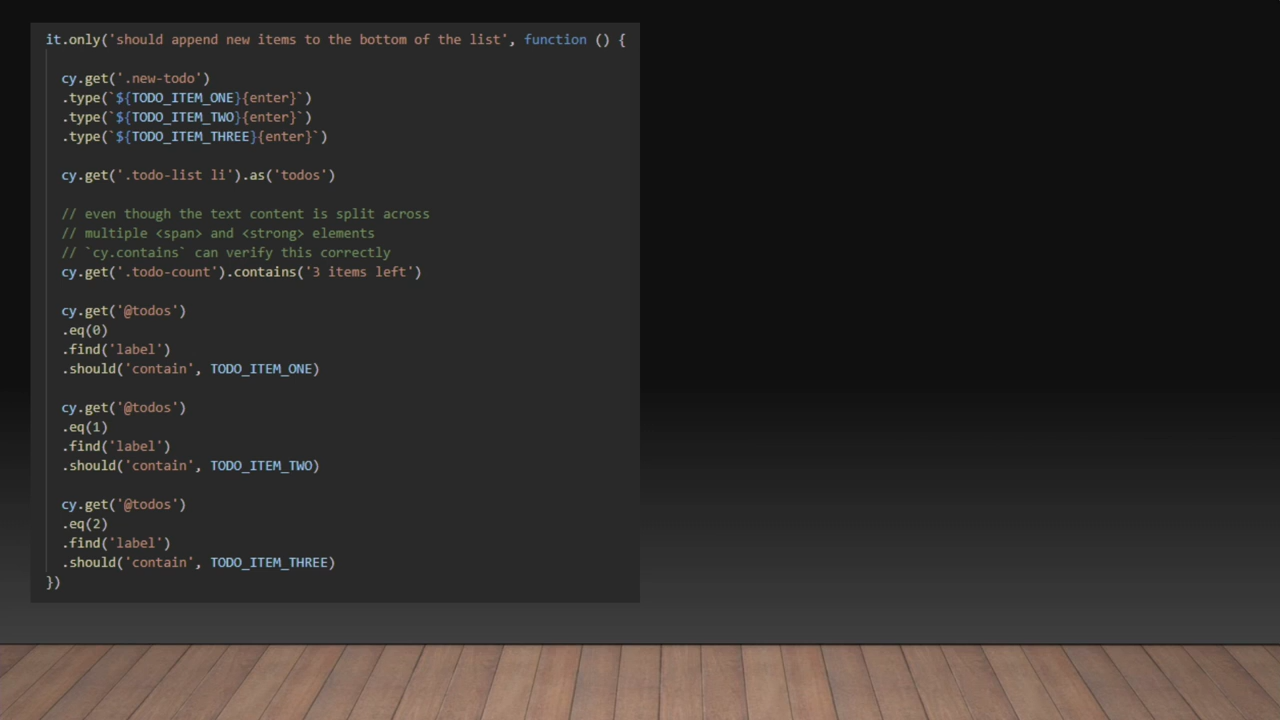 it.only('should append new items to the bottom of the list', function () {
cy.get('.new-todo')
.type(`${TODO_ITEM_ONE}{enter}`)
.type(`${TODO_ITEM_TWO}{enter}`)
.type(`${TODO_ITEM_THREE}{enter}`)
cy.get('.todo-list li').as('todos')
// even though the text content is split across
// multiple <span> and <strong> elements
// `cy.contains` can verify this correctly
cy.get('.todo-count').contains('3 items left')
cy.get('@todos')
.eq(0)
.find('label')
.should('contain', TODO_ITEM_ONE)
cy.get('@todos')
.eq(1)
.find('label')
.should('contain', TODO_ITEM_TWO)
cy.get('@todos')
.eq(2)
.find('label')
.should('contain', TODO_ITEM_THREE)
})